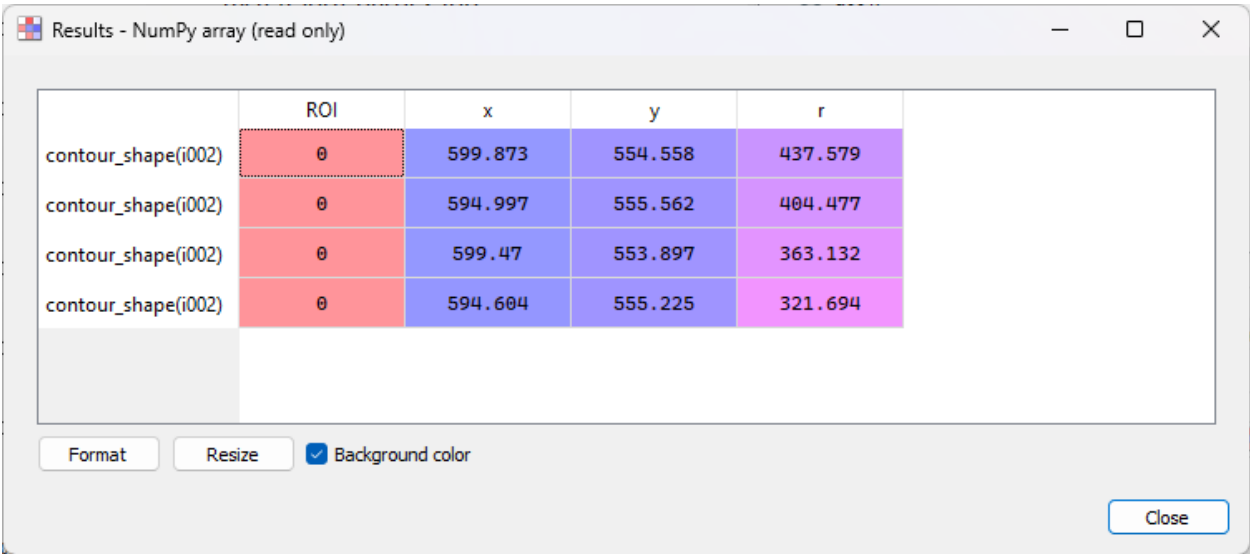 Results - NumPy array (read only)
ROI x y r
contour_shape(i002) 0 599.873 554.558 437.579
contour_shape(i002) 0 594.997 555.562 404.477
contour_shape(i002) 0 599.47 553.897 363.132
contour_shape(i002) 0 594.604 555.225 321.694
Format Resize Background color
Close